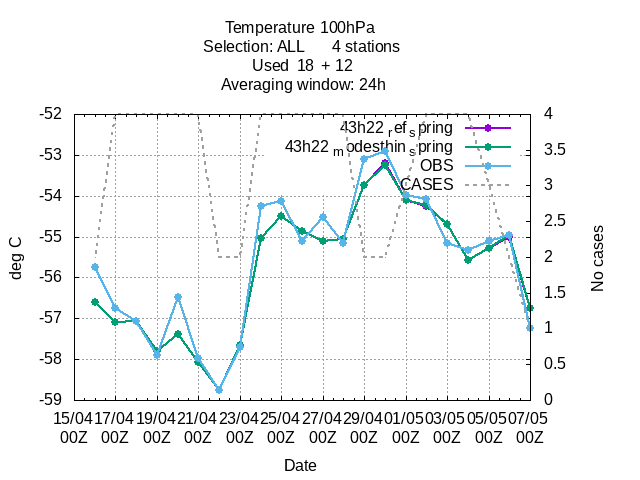 Temperature 100hPa
Selection: ALL 4 stations
Used 18 + 12
Averaging window: 24h
43h22 ref spring
43h22 modesthin spring
OBS
CASES
-52
-53
-54
-55
-56
-57
-58
-59
deg C
4
3.5
3
2.5
2
1.5
1
0.5
0
No cases
15/04 17/04 19/04 21/04 23/04 25/04 27/04 29/04 01/05 03/05 05/05 07/05
00Z 00Z 00Z 00Z 00Z 00Z 00Z 00Z 00Z 00Z 00Z 00Z
Date